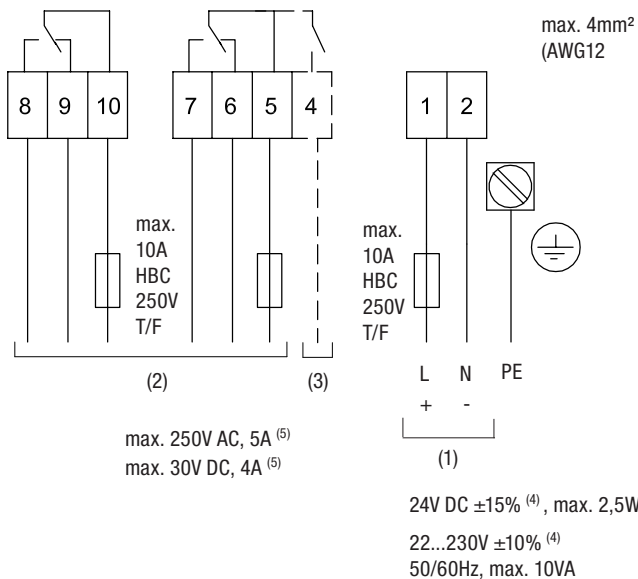 max. 4mm²
(AWG12
8 9 10
7 6 5 4
1 2
max.
10A
HBC
250V
T/F
max.
10A
HBC
250V
T/F
(2)
(3)
L N PE
+ -
(1)
max. 250V AC, 5A (5)
max. 30V DC, 4A (5)
24V DC ±15% (4) , max. 2,5W
22...230V ±10% (4)
50/60Hz, max. 10VA